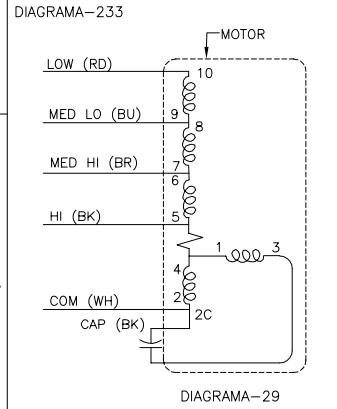 DIAGRAMA-233
MOTOR
LOW (RD)
10
MED LO (BU)
9
8
MED HI (BR)
7
6
HI (BK)
5
1
3
4
2
COM (WH)
2C
CAP (BK)
DIAGRAMA-29